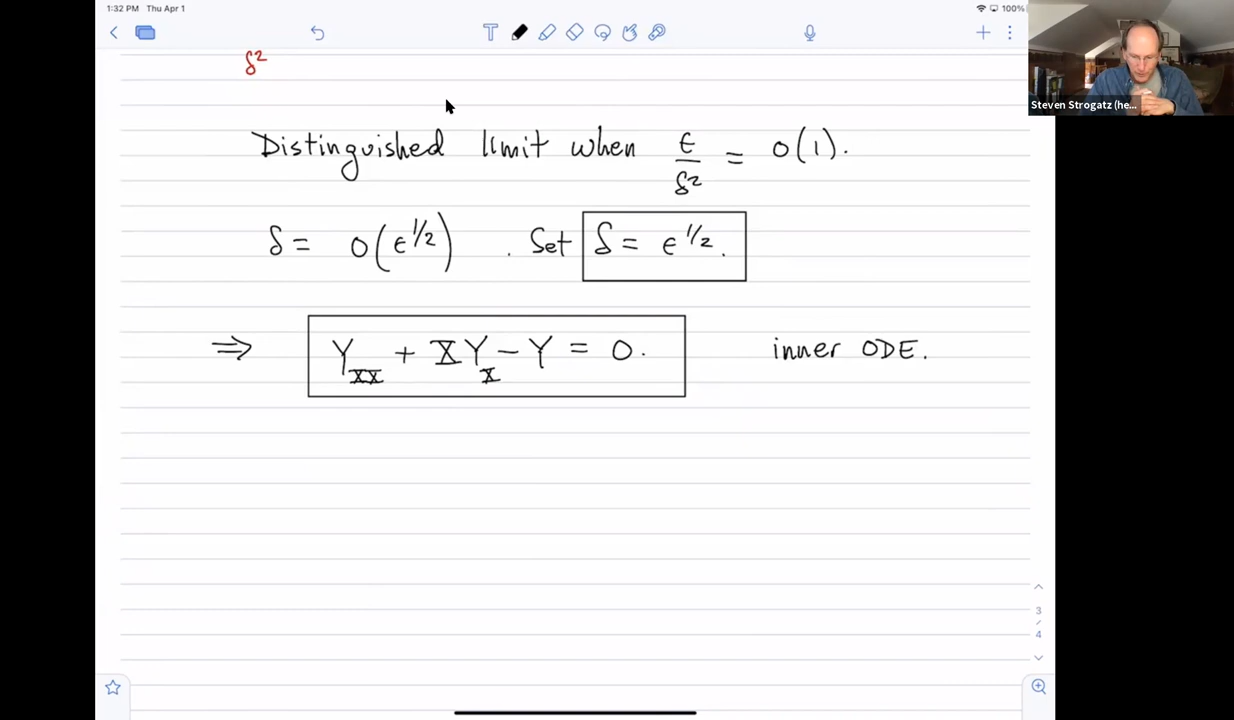 1:32 PM Thu Apr 1
100%
Steven Strogatz (he...
δ²
Distinguished limit when ε/δ² = O(1).
δ = O(ε^1/2). Set δ = ε^1/2.
⇒ Y_XX + XY_X − Y = 0. inner ODE.
3
/
4